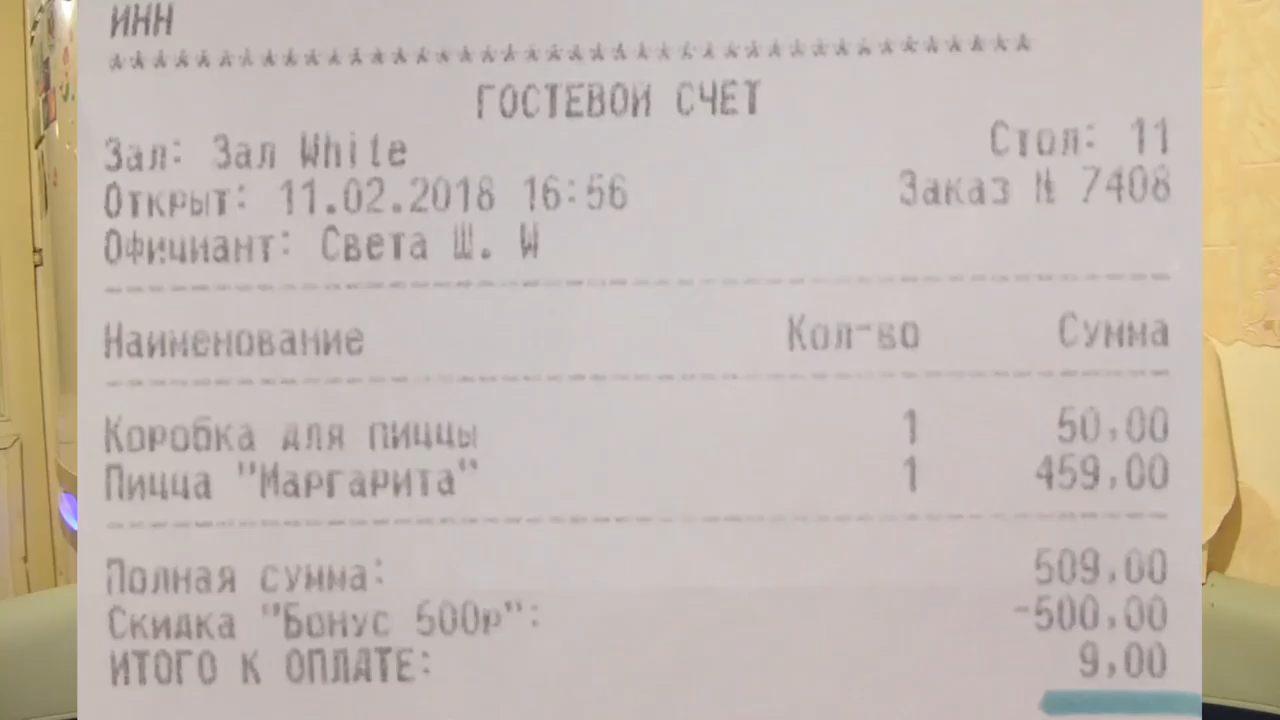 ИНН
****************************************
ГОСТЕВОЙ СЧЕТ
Зал: Зал White Стол: 11
Открыт: 11.02.2018 16:56 Заказ № 7408
Официант: Света Ш. W
Наименование Кол-во Сумма
Коробка для пиццы 1 50,00
Пицца "Маргарита" 1 459,00
Полная сумма: 509,00
Скидка "Бонус 500р": -500,00
ИТОГО К ОПЛАТЕ: 9,00